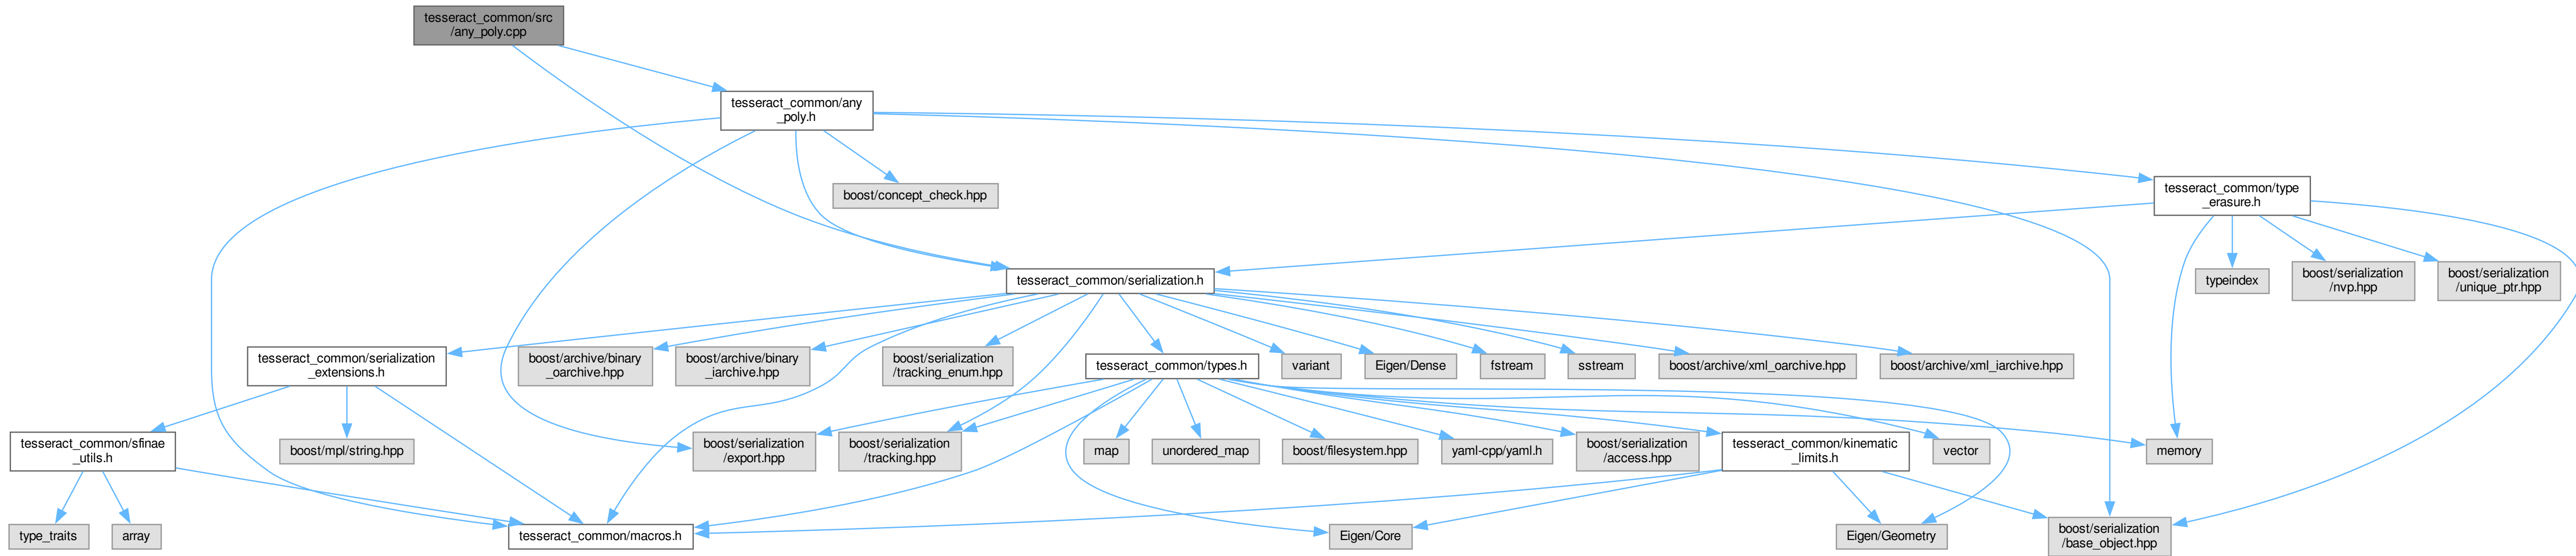 tesseract_common/src
/any_poly.cpp
tesseract_common/any
_poly.h
boost/concept_check.hpp
tesseract_common/type
_erasure.h
tesseract_common/serialization.h
typeindex
boost/serialization
/nvp.hpp
boost/serialization
/unique_ptr.hpp
tesseract_common/serialization
_extensions.h
boost/archive/binary
_oarchive.hpp
boost/archive/binary
_iarchive.hpp
boost/serialization
/tracking_enum.hpp
tesseract_common/types.h
variant
Eigen/Dense
fstream
sstream
boost/archive/xml_oarchive.hpp
boost/archive/xml_iarchive.hpp
tesseract_common/sfinae
_utils.h
boost/mpl/string.hpp
boost/serialization
/export.hpp
boost/serialization
/tracking.hpp
map
unordered_map
boost/filesystem.hpp
yaml-cpp/yaml.h
boost/serialization
/access.hpp
tesseract_common/kinematic
_limits.h
vector
memory
type_traits
array
tesseract_common/macros.h
Eigen/Core
Eigen/Geometry
boost/serialization
/base_object.hpp